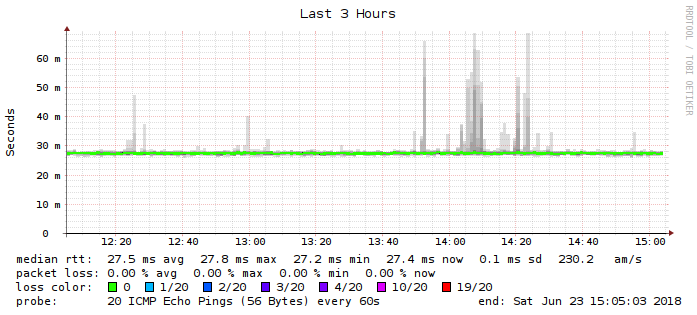 Last 3 Hours
RRDTOOL / TOBI OETIKER
Seconds
60 m
50 m
40 m
30 m
20 m
10 m
0
12:20 12:40 13:00 13:20 13:40 14:00 14:20 14:40 15:00
median rtt: 27.5 ms avg 27.8 ms max 27.2 ms min 27.4 ms now 0.1 ms sd 230.2 am/s
packet loss: 0.00 % avg 0.00 % max 0.00 % min 0.00 % now
loss color: 0 1/20 2/20 3/20 4/20 10/20 19/20
probe: 20 ICMP Echo Pings (56 Bytes) every 60s end: Sat Jun 23 15:05:03 2018